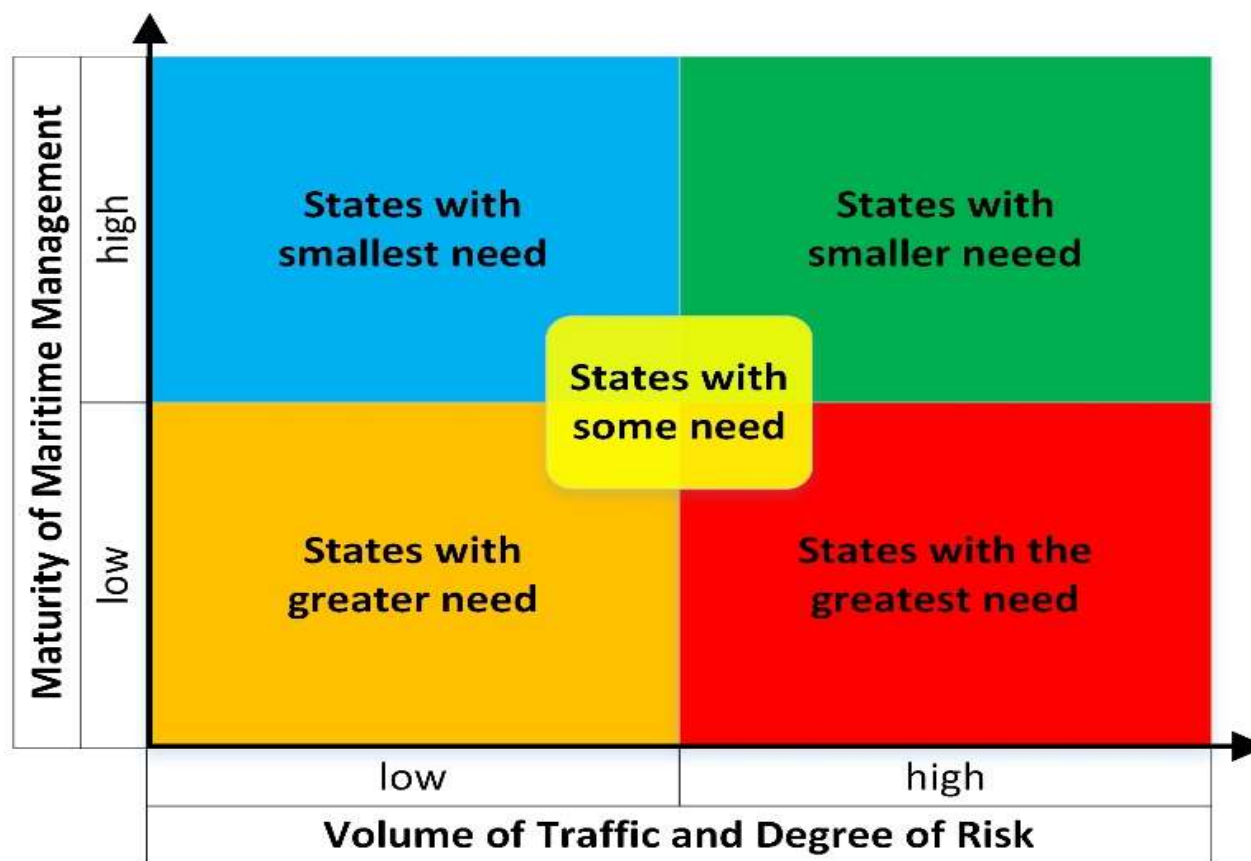 Maturity of Maritime Management
high
low
States with
smallest need
States with
smaller neeed
States with
some need
States with
greater need
States with the
greatest need
low
high
Volume of Traffic and Degree of Risk